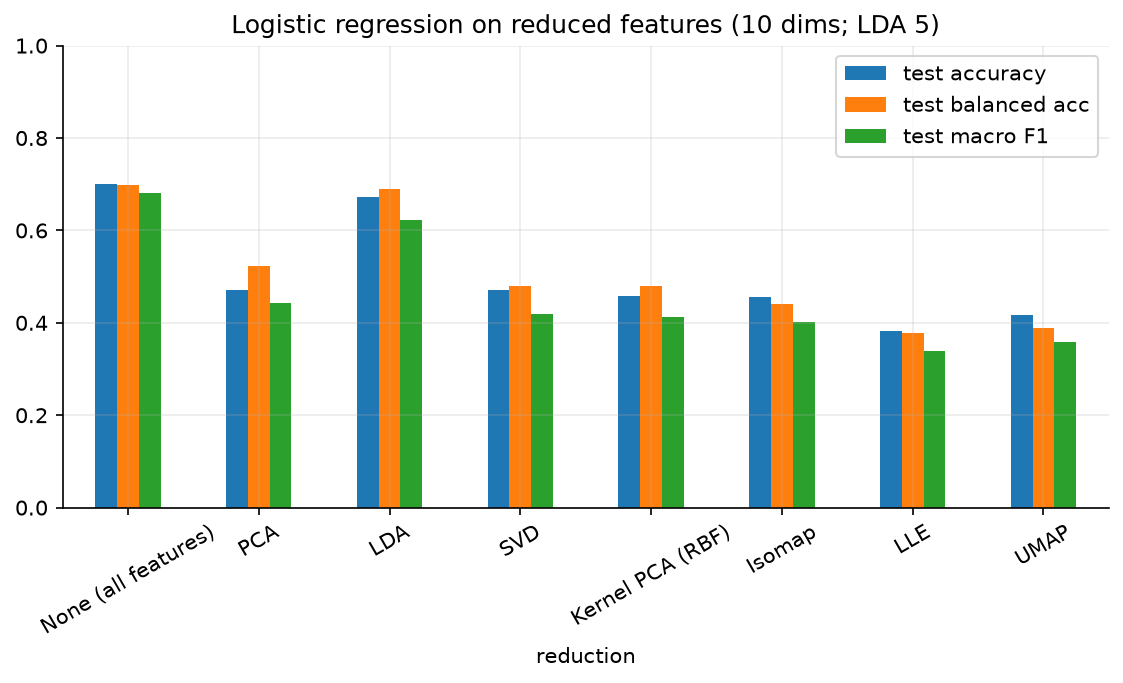 Logistic regression on reduced features (10 dims; LDA 5)
test accuracy
test balanced acc
test macro F1
1.0
0.8
0.6
0.4
0.2
0.0
None (all features)
PCA
LDA
SVD
Kernel PCA (RBF)
Isomap
LLE
UMAP
reduction